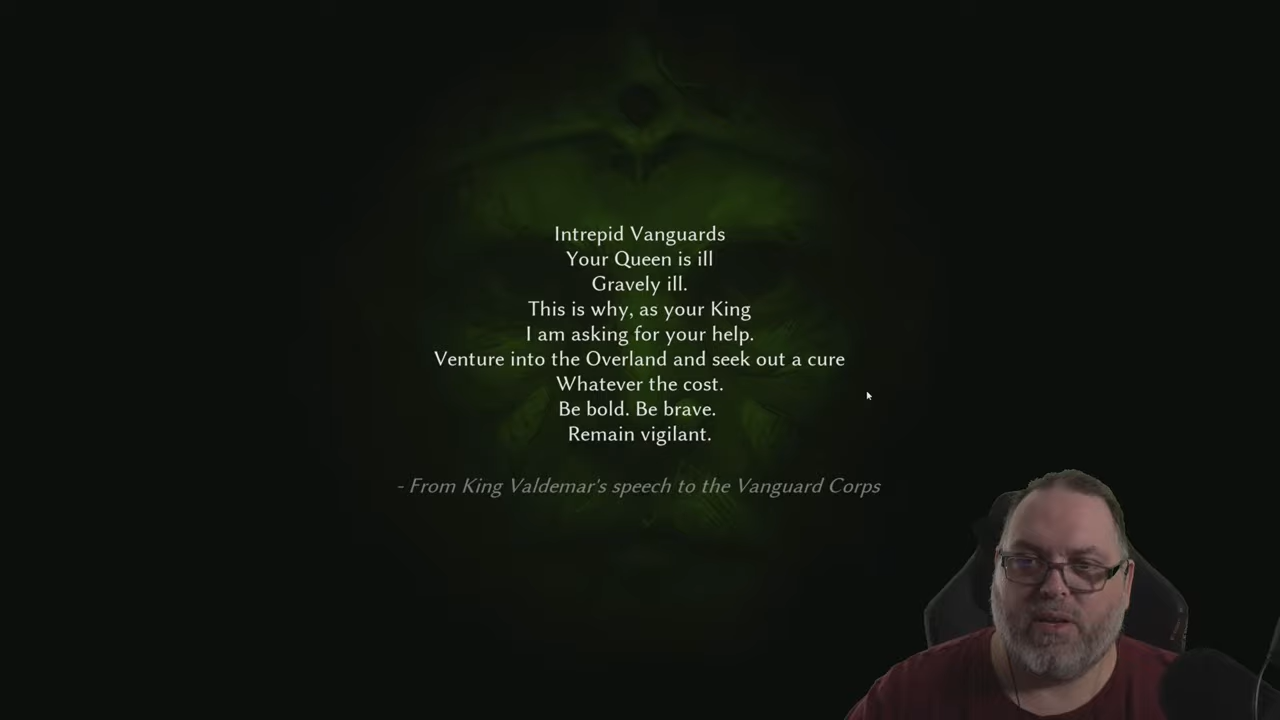 Intrepid Vanguards
Your Queen is ill
Gravely ill.
This is why, as your King
I am asking for your help.
Venture into the Overland and seek out a cure
Whatever the cost.
Be bold. Be brave.
Remain vigilant.
- From King Valdemar's speech to the Vanguard Corps